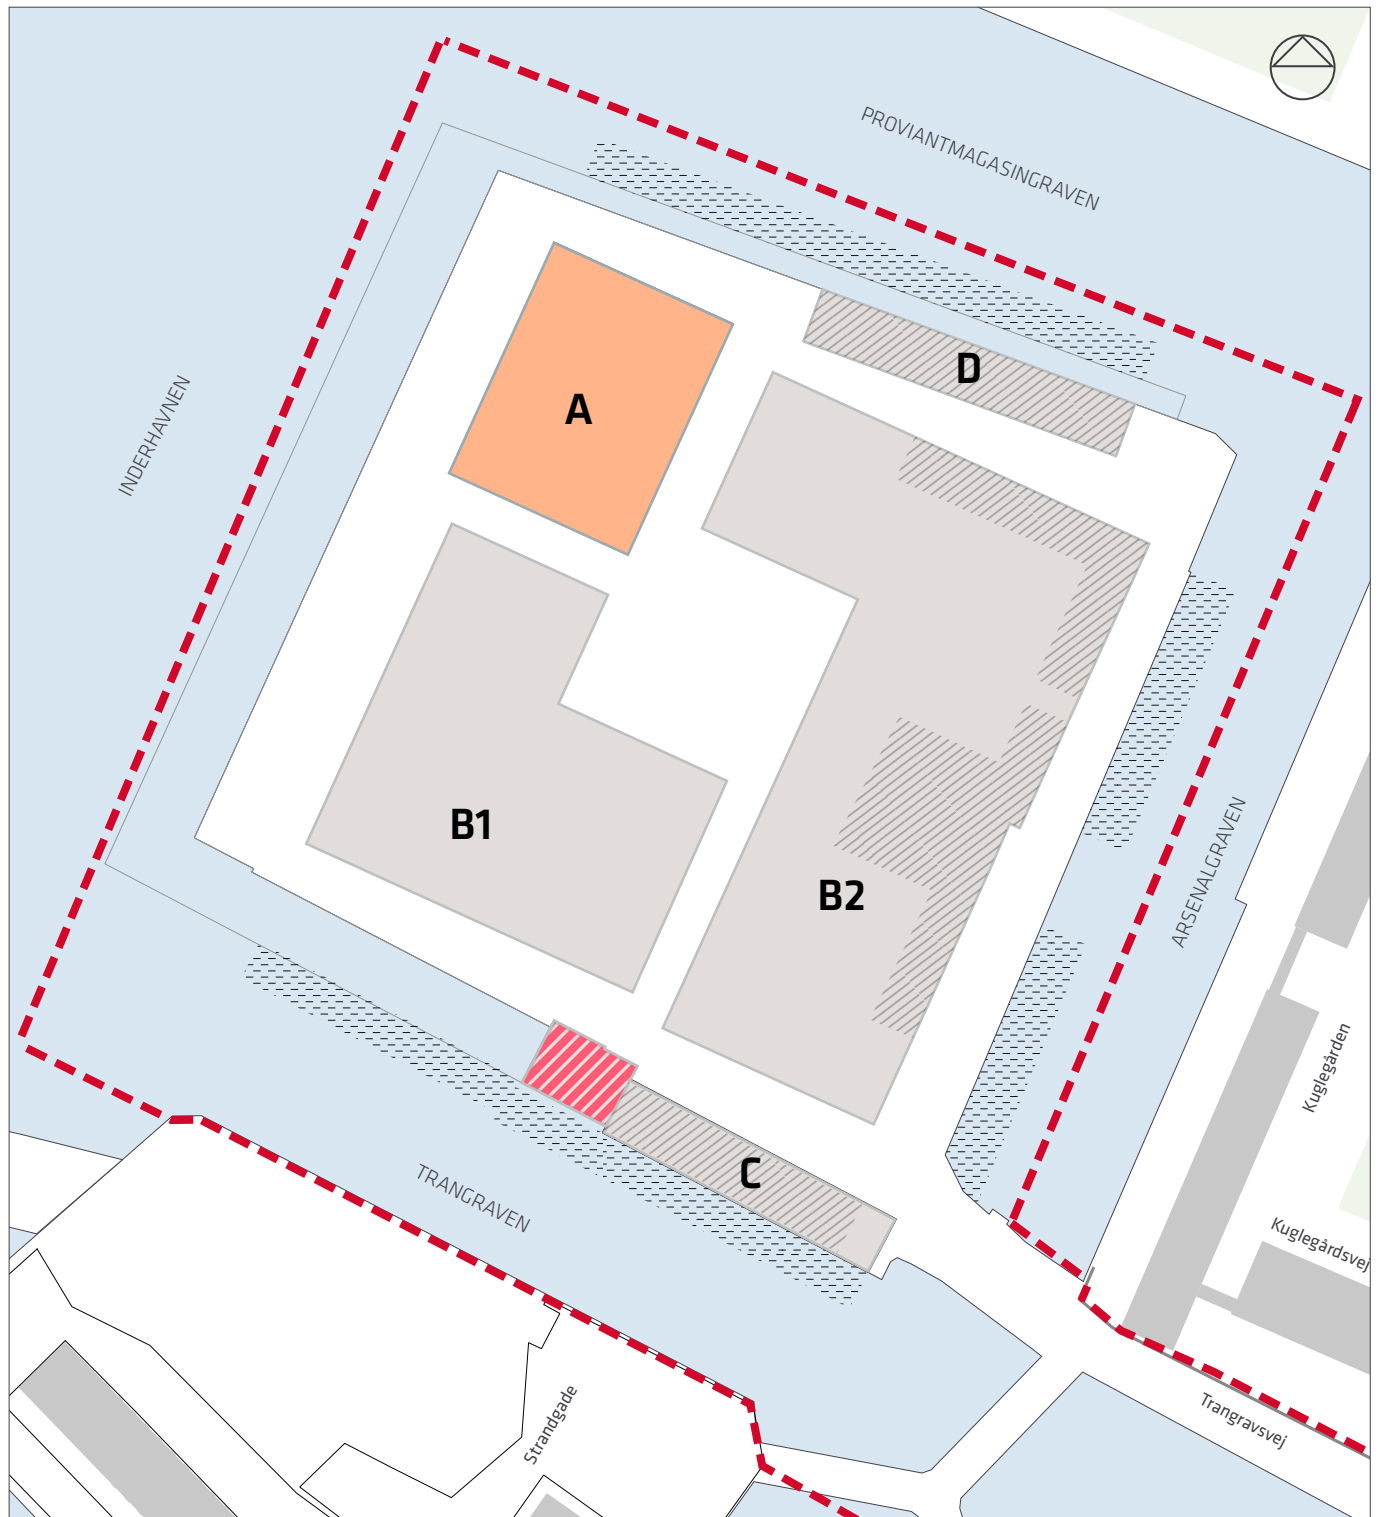 PROVIANTMAGASINGRAVEN
INDERHAVNEN
D
A
B1
B2
ARSENALGRAVEN
Kuglegården
C
TRANGRAVEN
Kuglegårdsvej
Strandgade
Trangravsvej